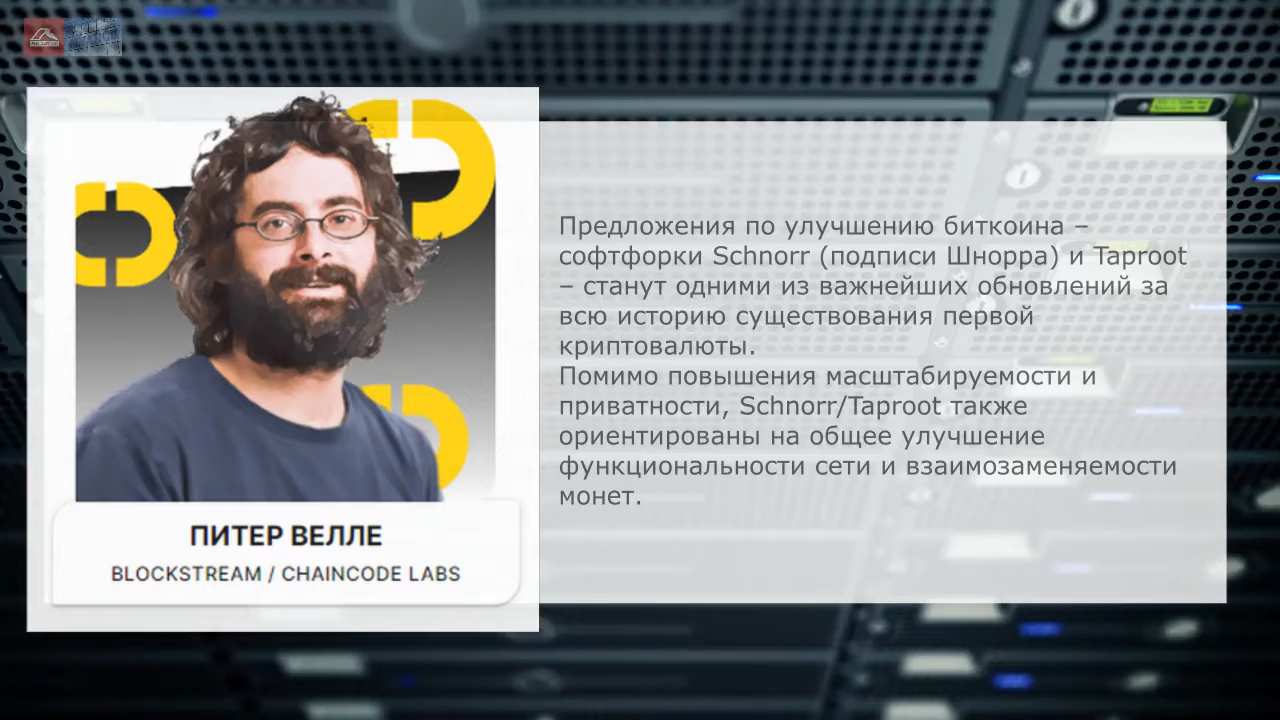 ПИТЕР ВЕЛЛЕ
BLOCKSTREAM / CHAINCODE LABS
Предложения по улучшению биткоина –
софтфорки Schnorr (подписи Шнорра) и Taproot
– станут одними из важнейших обновлений за
всю историю существования первой
криптовалюты.
Помимо повышения масштабируемости и
приватности, Schnorr/Taproot также
ориентированы на общее улучшение
функциональности сети и взаимозаменяемости
монет.